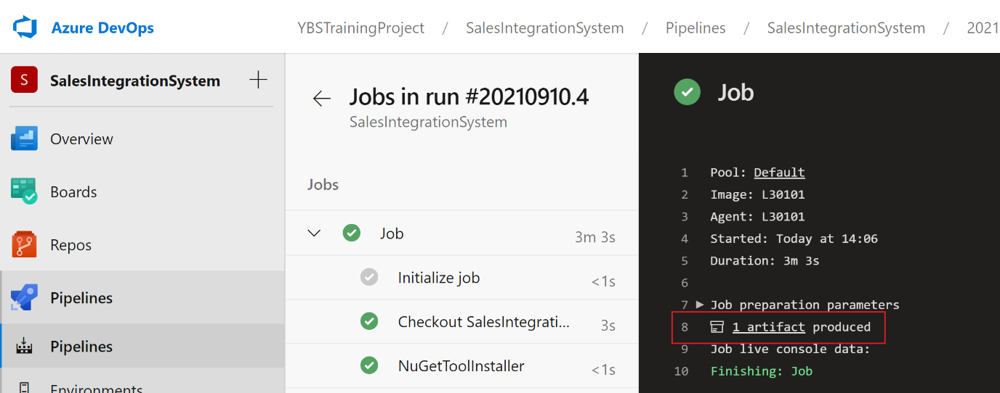 Azure DevOps
YBSTrainingProject / SalesIntegrationSystem / Pipelines / SalesIntegrationSystem / 2021
S SalesIntegrationSystem
Overview
Boards
Repos
Pipelines
Pipelines
Environments
Jobs in run #20210910.4
SalesIntegrationSystem
Jobs
Job 3m 3s
Initialize job <1s
Checkout SalesIntegrati... 3s
NuGetToolInstaller <1s
Job
1 Pool: Default
2 Image: L30101
3 Agent: L30101
4 Started: Today at 14:06
5 Duration: 3m 3s
6
7 Job preparation parameters
8 1 artifact produced
9 Job live console data:
10 Finishing: Job